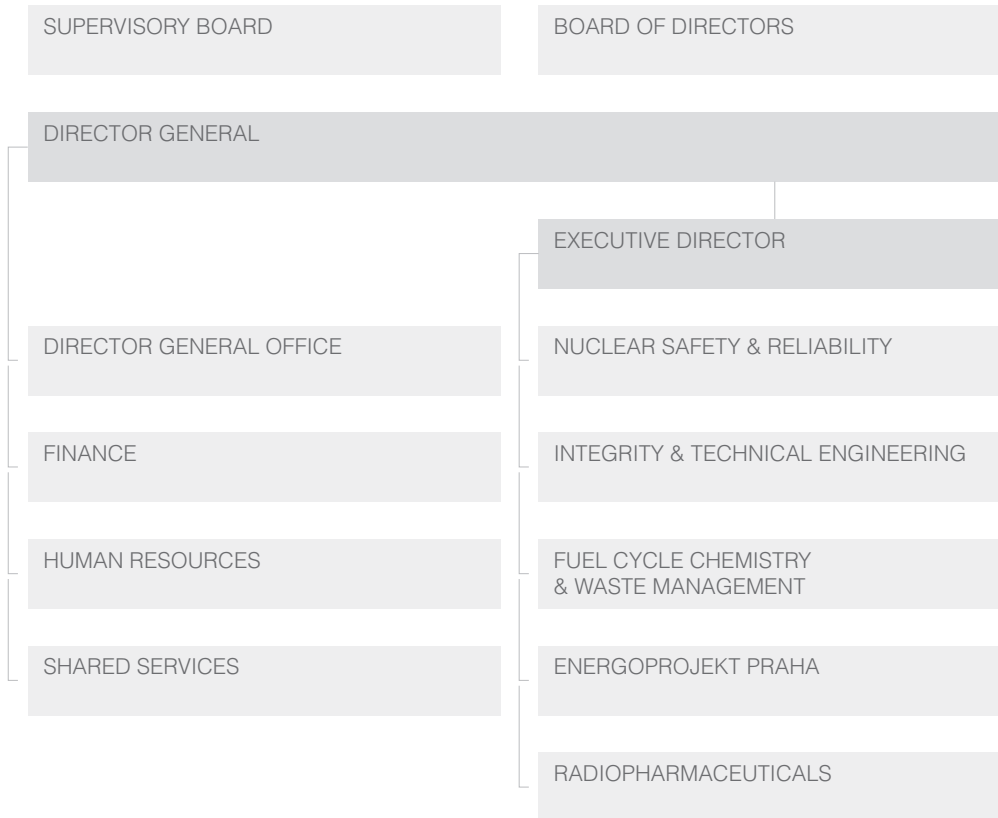 SUPERVISORY BOARD
BOARD OF DIRECTORS
DIRECTOR GENERAL
EXECUTIVE DIRECTOR
DIRECTOR GENERAL OFFICE
NUCLEAR SAFETY & RELIABILITY
FINANCE
INTEGRITY & TECHNICAL ENGINEERING
HUMAN RESOURCES
FUEL CYCLE CHEMISTRY
& WASTE MANAGEMENT
SHARED SERVICES
ENERGOPROJEKT PRAHA
RADIOPHARMACEUTICALS